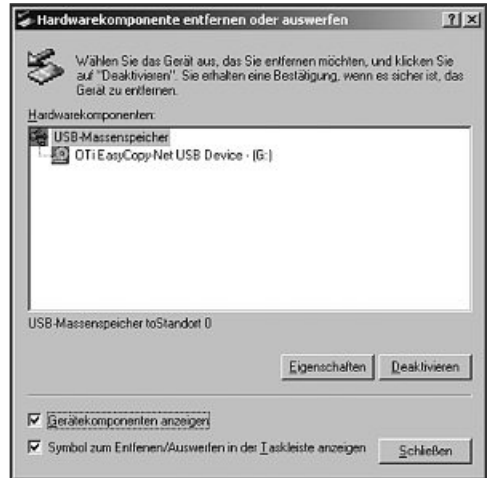 Hardwarekomponente entfernen oder auswerfen
Wählen Sie das Gerät aus, das Sie entfernen möchten, und klicken Sie
auf "Deaktivieren". Sie erhalten eine Bestätigung, wenn es sicher ist, das
Gerät zu entfernen.
Hardwarekomponenten:
USB-Massenspeicher
OTi EasyCopy-Net USB Device - (G:)
USB-Massenspeicher toStandort 0
Eigenschaften Deaktivieren
Gerätekomponenten anzeigen
Symbol zum Entfenen/Auswerfen in der Taskleiste anzeigen Schließen